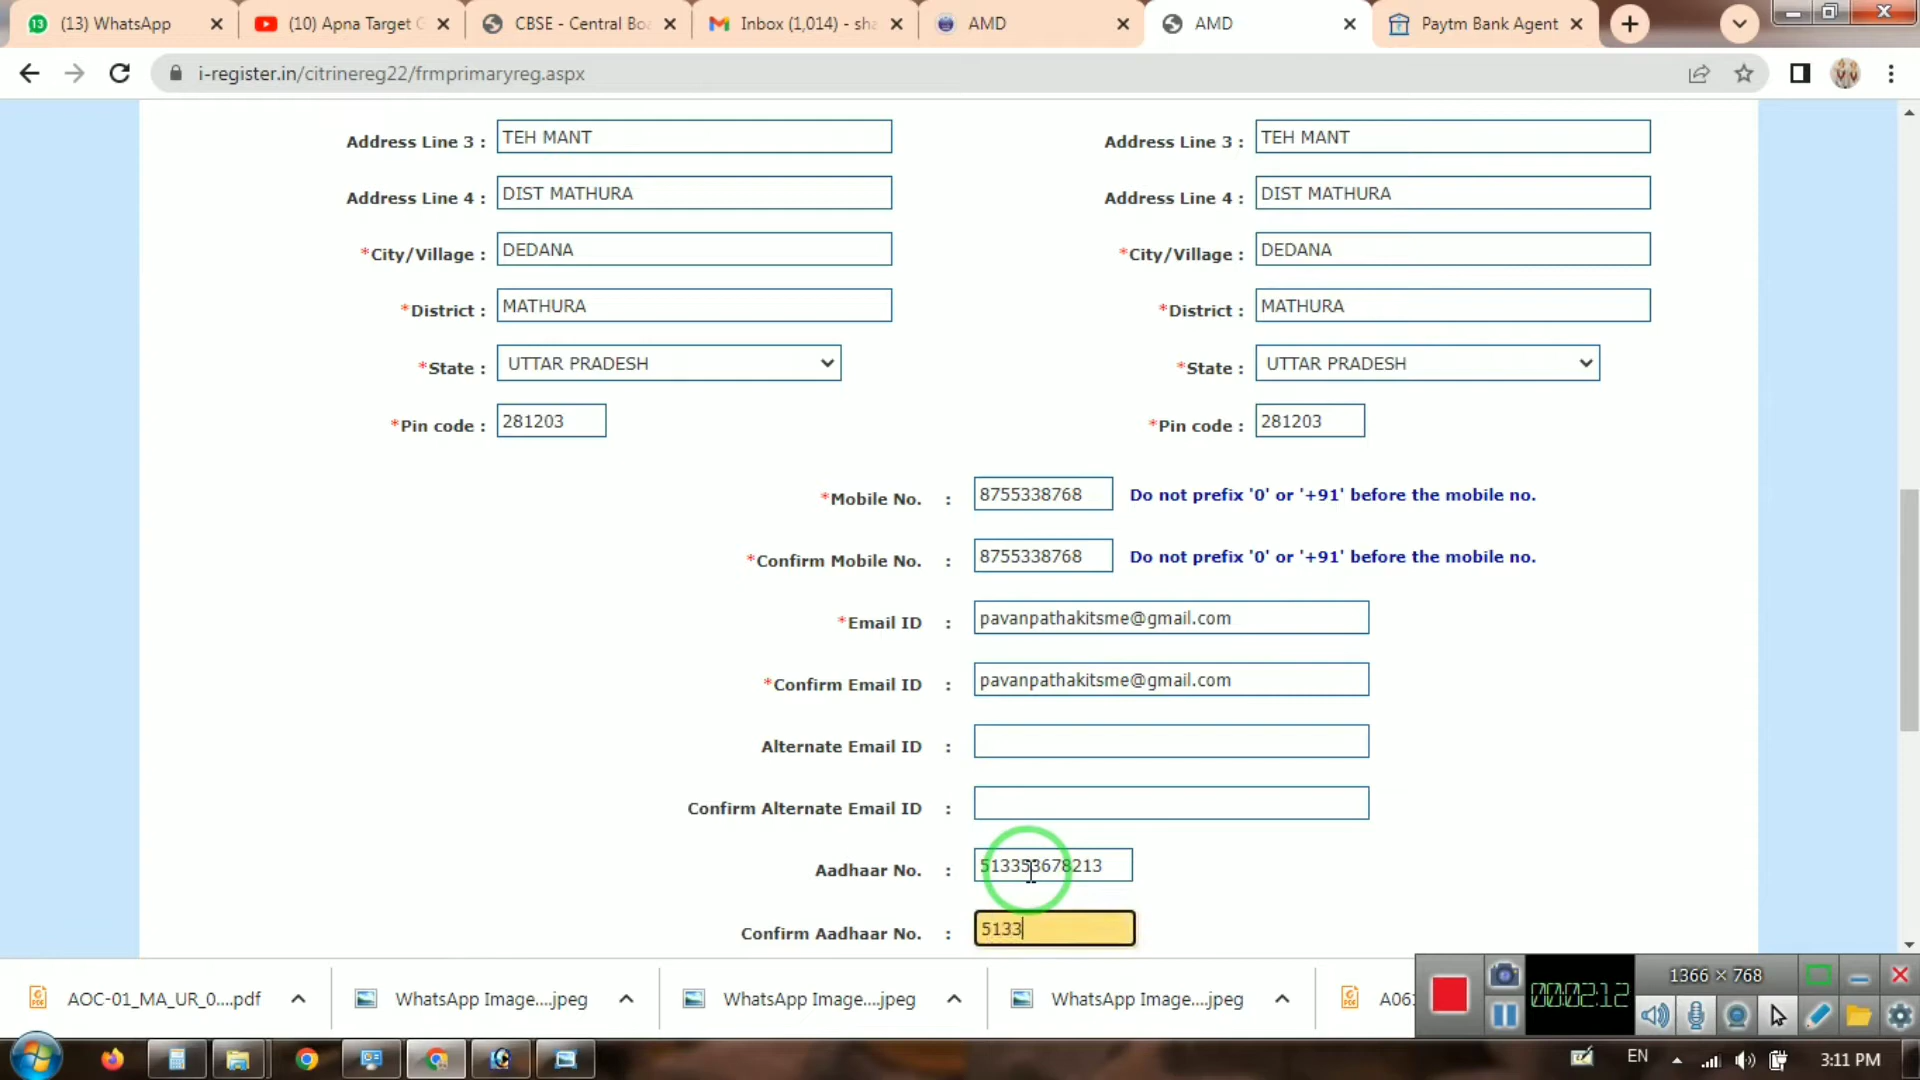 (13) WhatsApp
(10) Apna Target G
CBSE - Central Boa
Inbox (1,014) - sha
AMD
AMD
Paytm Bank Agent
i-register.in/citrinereg22/frmprimaryreg.aspx
Address Line 3 : TEH MANT
Address Line 3 : TEH MANT
Address Line 4 : DIST MATHURA
Address Line 4 : DIST MATHURA
*City/Village : DEDANA
*City/Village : DEDANA
*District : MATHURA
*District : MATHURA
*State : UTTAR PRADESH
*State : UTTAR PRADESH
*Pin code : 281203
*Pin code : 281203
*Mobile No. : 8755338768 Do not prefix '0' or '+91' before the mobile no.
*Confirm Mobile No. : 8755338768 Do not prefix '0' or '+91' before the mobile no.
*Email ID : pavanpathakitsme@gmail.com
*Confirm Email ID : pavanpathakitsme@gmail.com
Alternate Email ID :
Confirm Alternate Email ID :
Aadhaar No. : 513353678213
Confirm Aadhaar No. : 5133
AOC-01_MA_UR_0....pdf
WhatsApp Image....jpeg
WhatsApp Image....jpeg
WhatsApp Image....jpeg
A061
1366 × 768
00:02:12
EN
3:11 PM